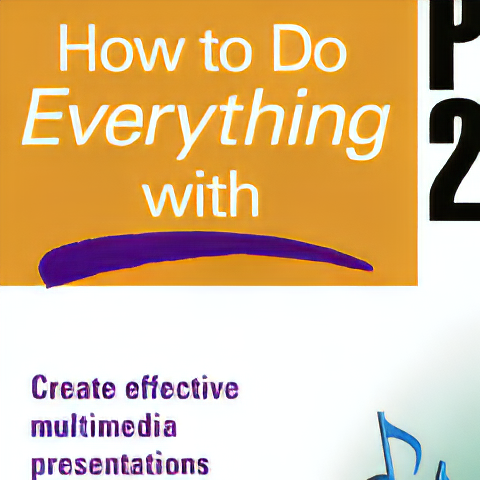 How to Do
Everything
with
P
2
Create effective
multimedia
presentations